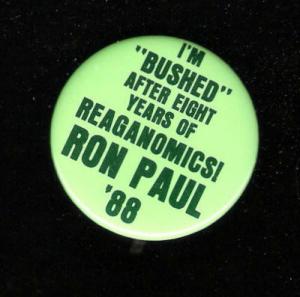 I'M
"BUSHED"
AFTER EIGHT
YEARS OF
REAGANOMICS!
RON PAUL
'88